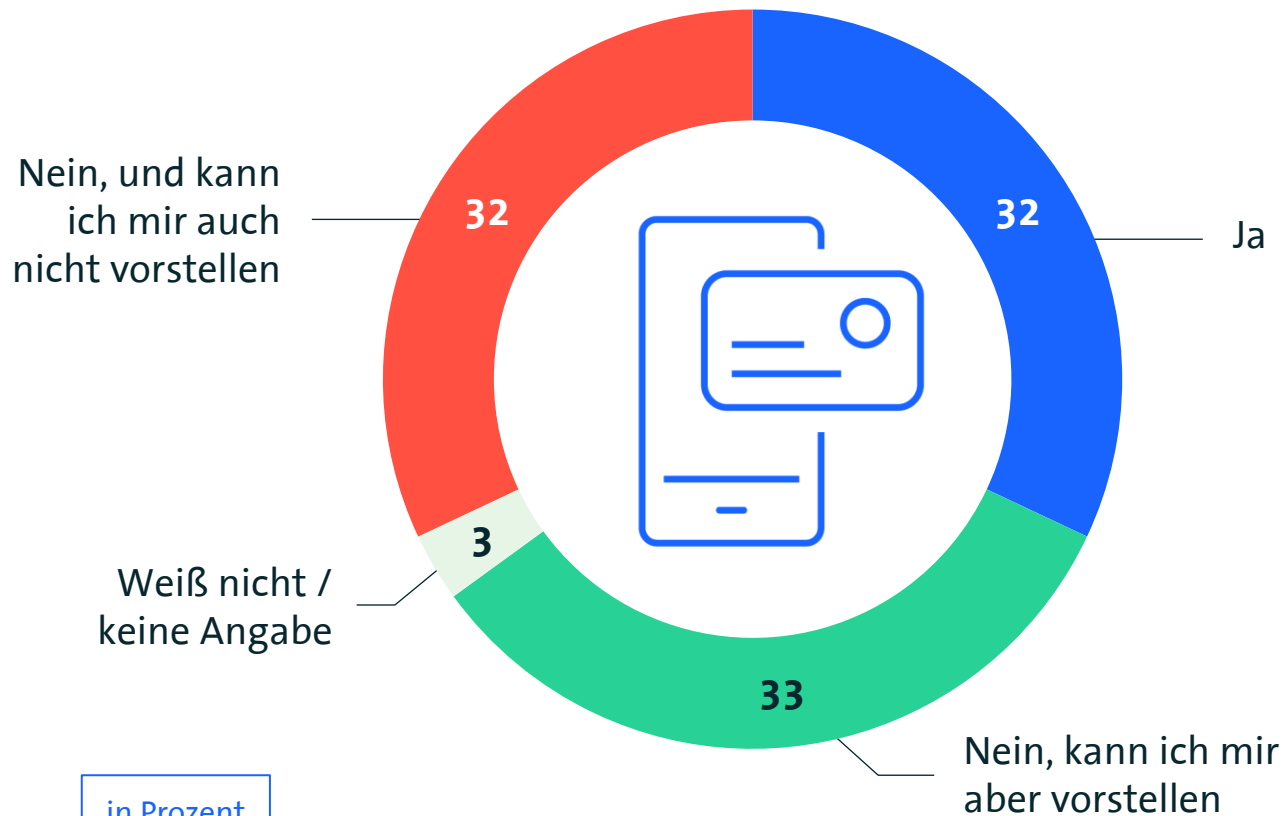 Nein, und kann
ich mir auch
nicht vorstellen
32
32
Ja
3
Weiß nicht /
keine Angabe
33
Nein, kann ich mir
aber vorstellen
in Prozent